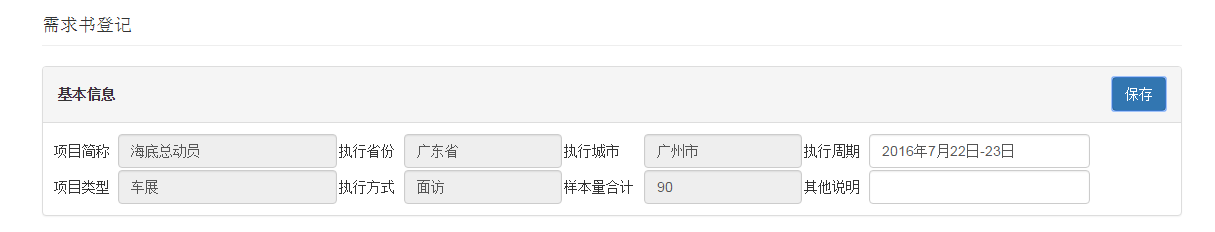 需求书登记
基本信息 保存
项目简称 海底总动员 执行省份 广东省 执行城市 广州市 执行周期 2016年7月22日-23日
项目类型 车展 执行方式 面访 样本量合计 90 其他说明